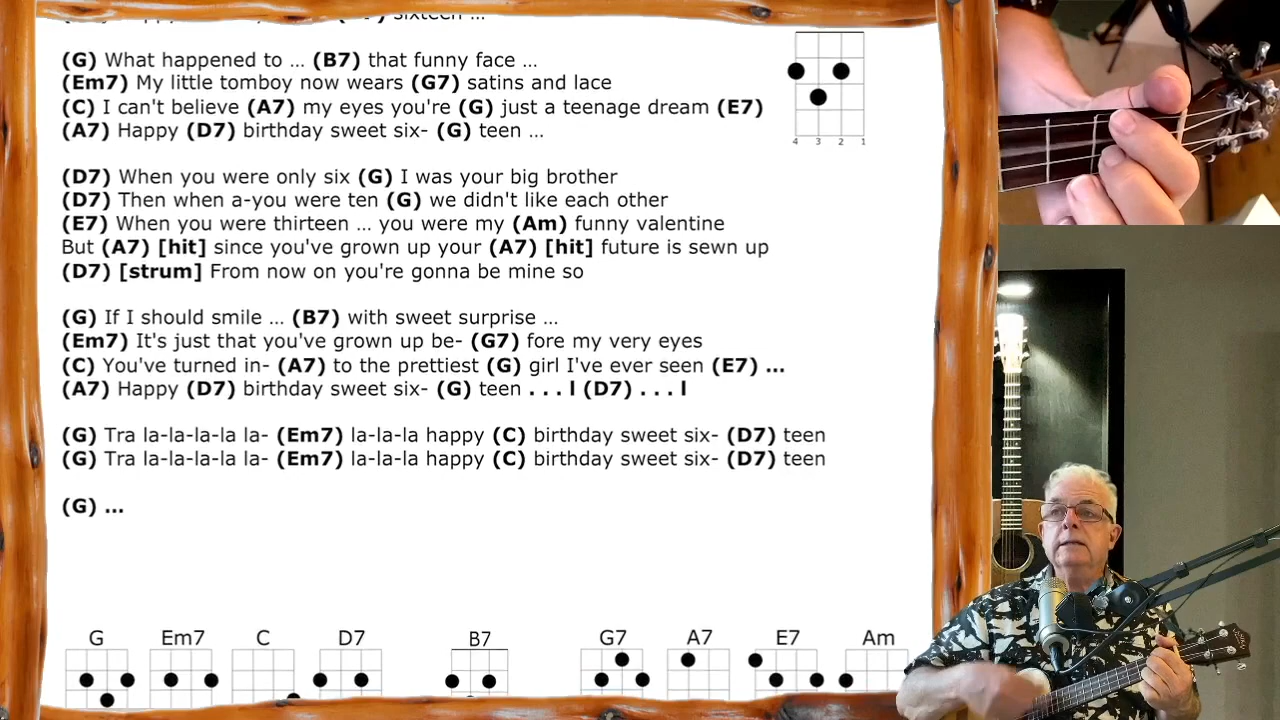 sixteen ...
(G) What happened to ... (B7) that funny face ...
(Em7) My little tomboy now wears (G7) satins and lace
(C) I can't believe (A7) my eyes you're (G) just a teenage dream (E7)
(A7) Happy (D7) birthday sweet six- (G) teen ...
4 3 2 1
(D7) When you were only six (G) I was your big brother
(D7) Then when a-you were ten (G) we didn't like each other
(E7) When you were thirteen ... you were my (Am) funny valentine
But (A7) [hit] since you've grown up your (A7) [hit] future is sewn up
(D7) [strum] From now on you're gonna be mine so
(G) If I should smile ... (B7) with sweet surprise ...
(Em7) It's just that you've grown up be- (G7) fore my very eyes
(C) You've turned in- (A7) to the prettiest (G) girl I've ever seen (E7) ...
(A7) Happy (D7) birthday sweet six- (G) teen . . . l (D7) . . . l
(G) Tra la-la-la-la la- (Em7) la-la-la happy (C) birthday sweet six- (D7) teen
(G) Tra la-la-la-la la- (Em7) la-la-la happy (C) birthday sweet six- (D7) teen
(G) ...
G Em7 C D7 B7 G7 A7 E7 Am